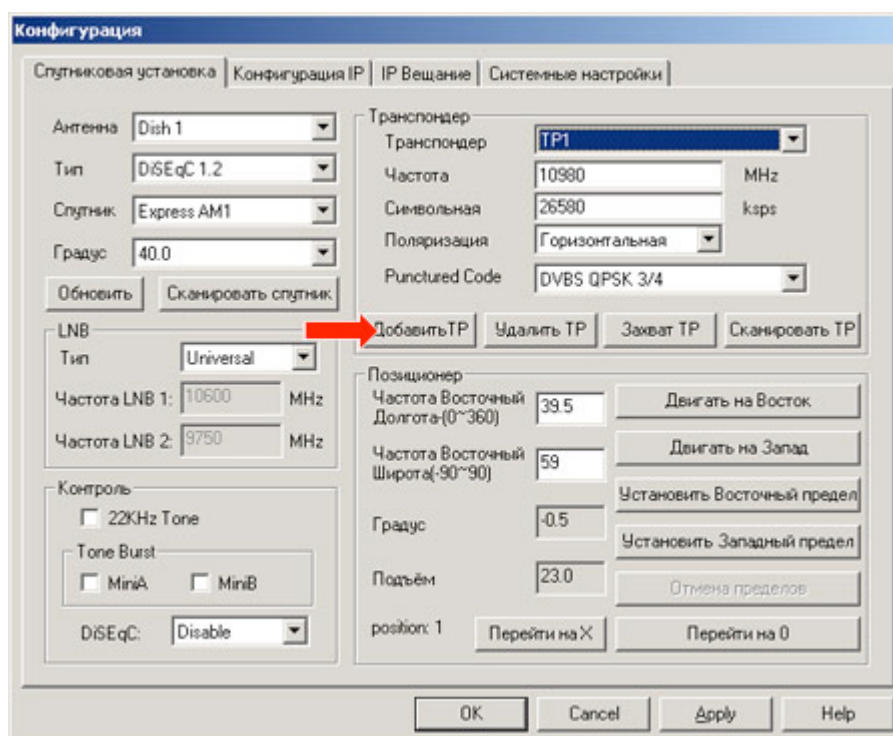 Конфигурация
Спутниковая установка Конфигурация IP IP Вещание Системные настройки
Антенна Dish 1
Тип DiSEqC 1.2
Спутник Express AM1
Градус 40.0
Обновить Сканировать спутник
LNB
Тип Universal
Частота LNB 1: 10600 MHz
Частота LNB 2: 9750 MHz
Контроль
22KHz Tone
Tone Burst
MiniA MiniB
DiSEqC: Disable
Транспондер
Транспондер TP1
Частота 10980 MHz
Символьная 26580 ksps
Поляризация Горизонтальная
Punctured Code DVBS QPSK 3/4
Добавить TP Удалить TP Захват TP Сканировать TP
Позиционер
Частота Восточный
Долгота-(0~360) 39.5
Частота Восточный
Широта(-90~90) 59
Градус -0.5
Подъём 23.0
position: 1 Перейти на X
Двигать на Восток
Двигать на Запад
Установить Восточный предел
Установить Западный предел
Отмена пределов
Перейти на 0
OK Cancel Apply Help